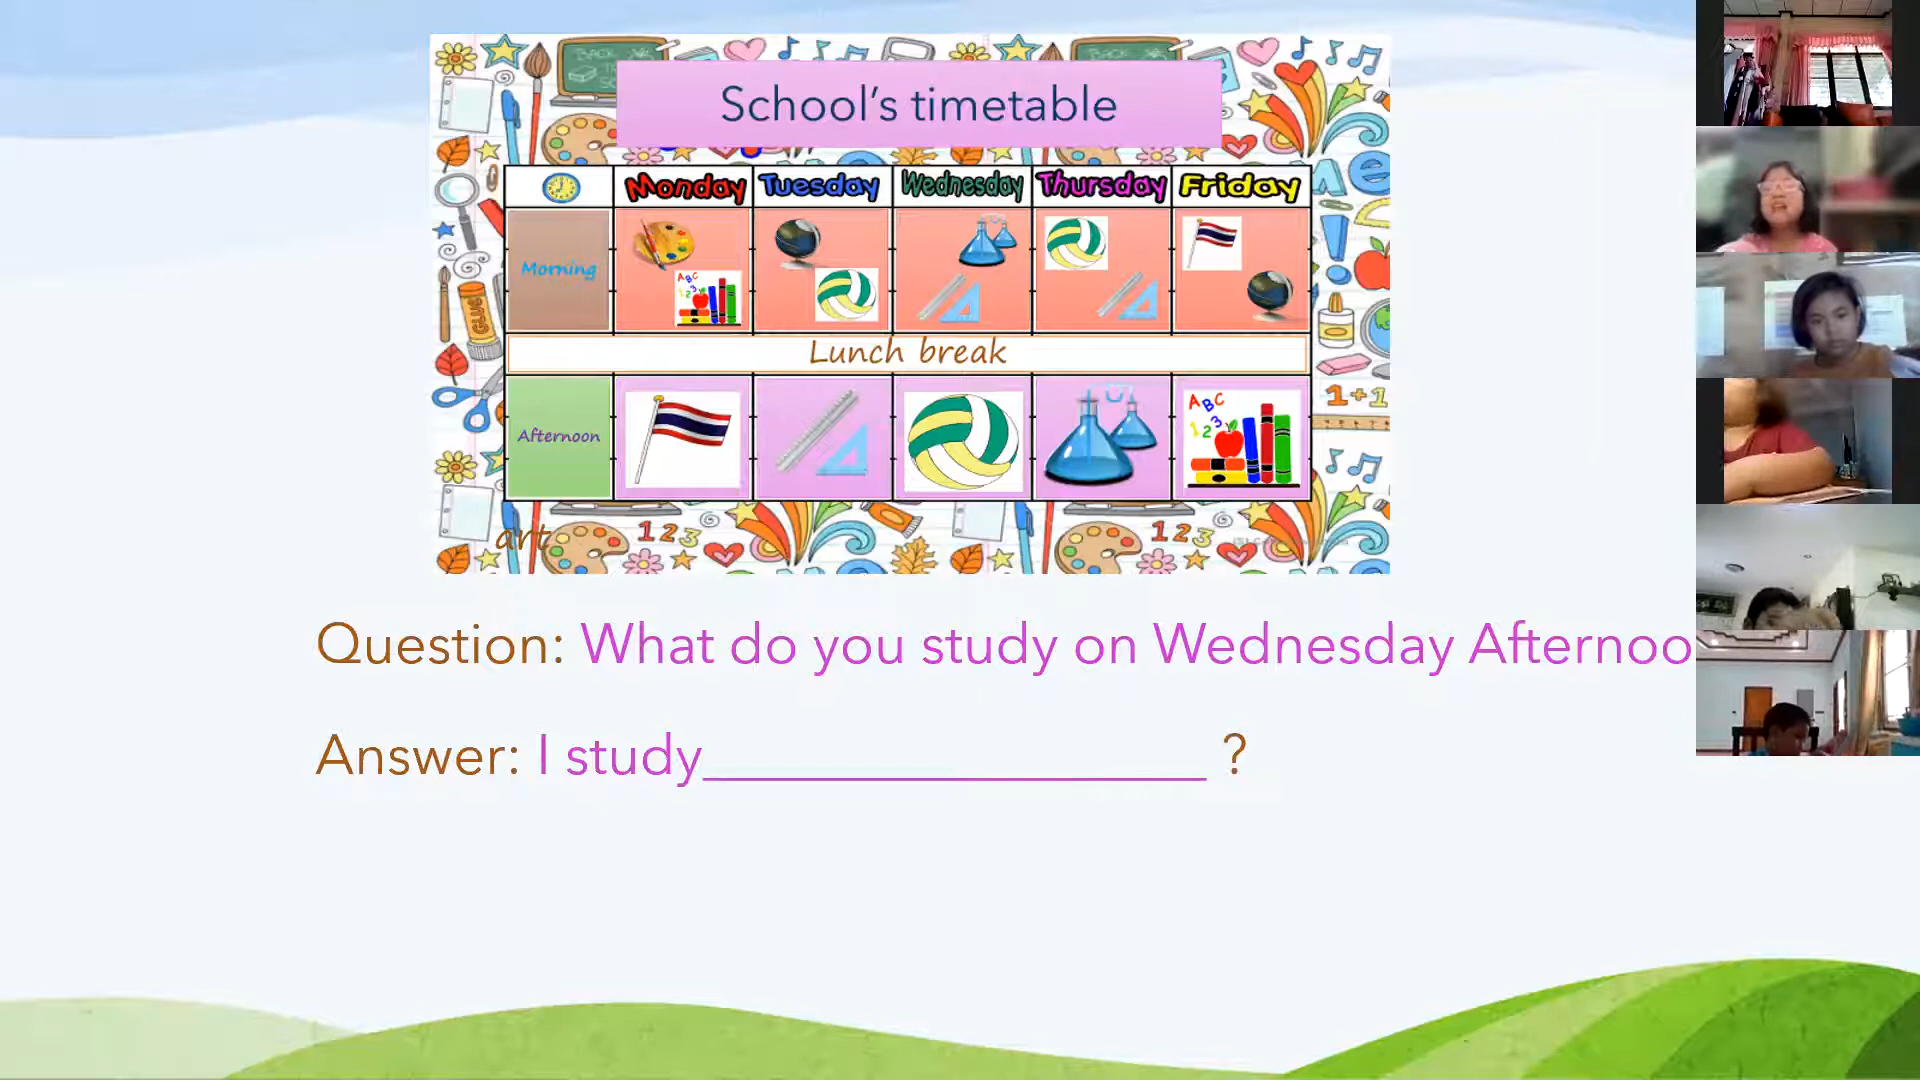 School's timetable
Monday Tuesday Wednesday Thursday Friday
Morning
Lunch break
Afternoon
art
Question: What do you study on Wednesday Afternoo
Answer: I study____________________ ?